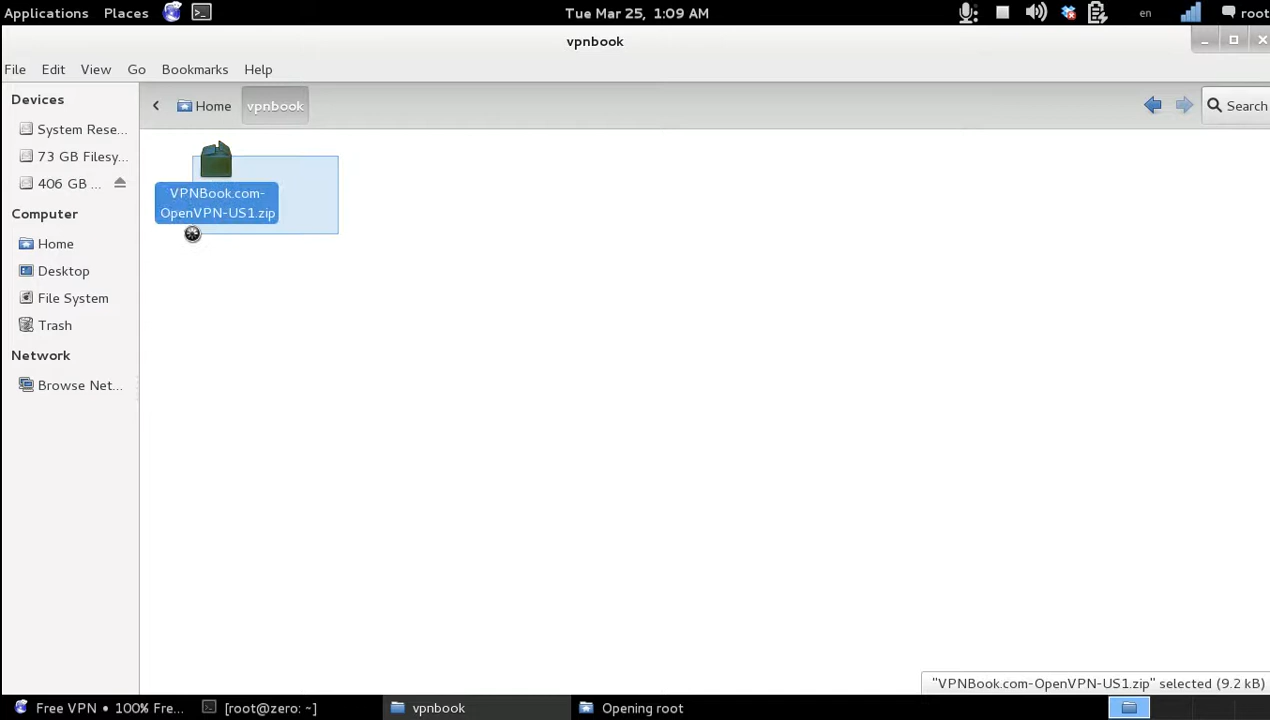 Applications Places Tue Mar 25, 1:09 AM en root
vpnbook
File Edit View Go Bookmarks Help
Devices
Home vpnbook Search
System Rese...
73 GB Filesy...
406 GB ...
Computer
Home
Desktop
File System
Trash
Network
Browse Net...
VPNBook.com-
OpenVPN-US1.zip
"VPNBook.com-OpenVPN-US1.zip" selected (9.2 kB)
Free VPN • 100% Fre... [root@zero: ~] vpnbook Opening root